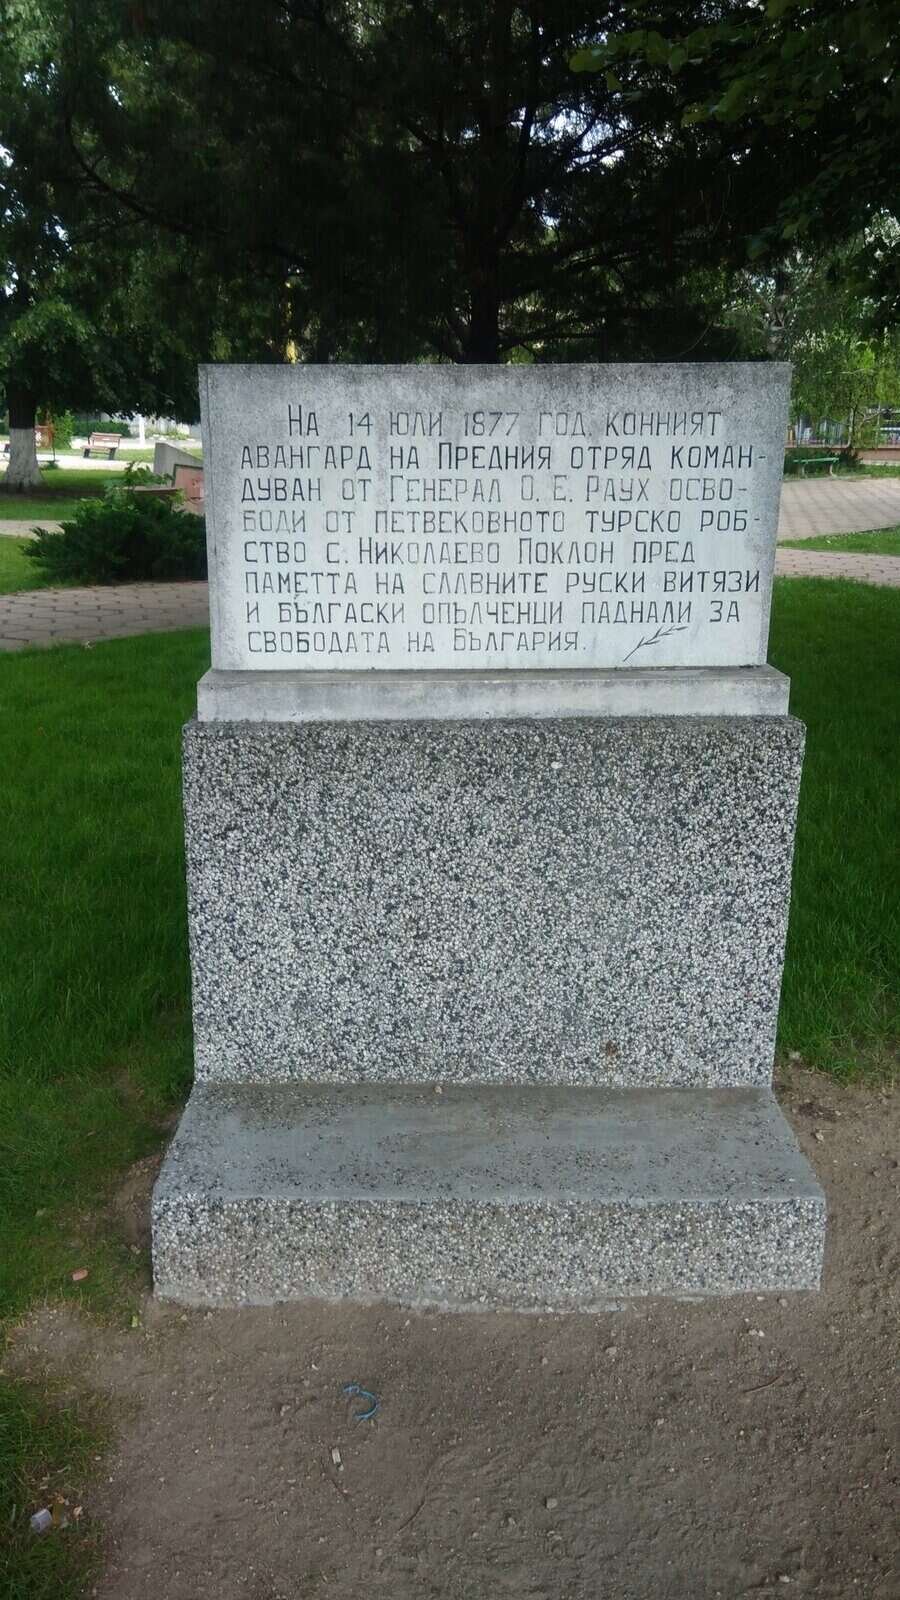 На 14 юли 1877 год конният
авангард на Предния отряд коман-
дуван от Генерал О. Е. Раух осво-
боди от петвековното турско роб-
ство с. Николаево Поклон пред
паметта на славните руски витязи
и бългаски опълченци паднали за
свободата на България.